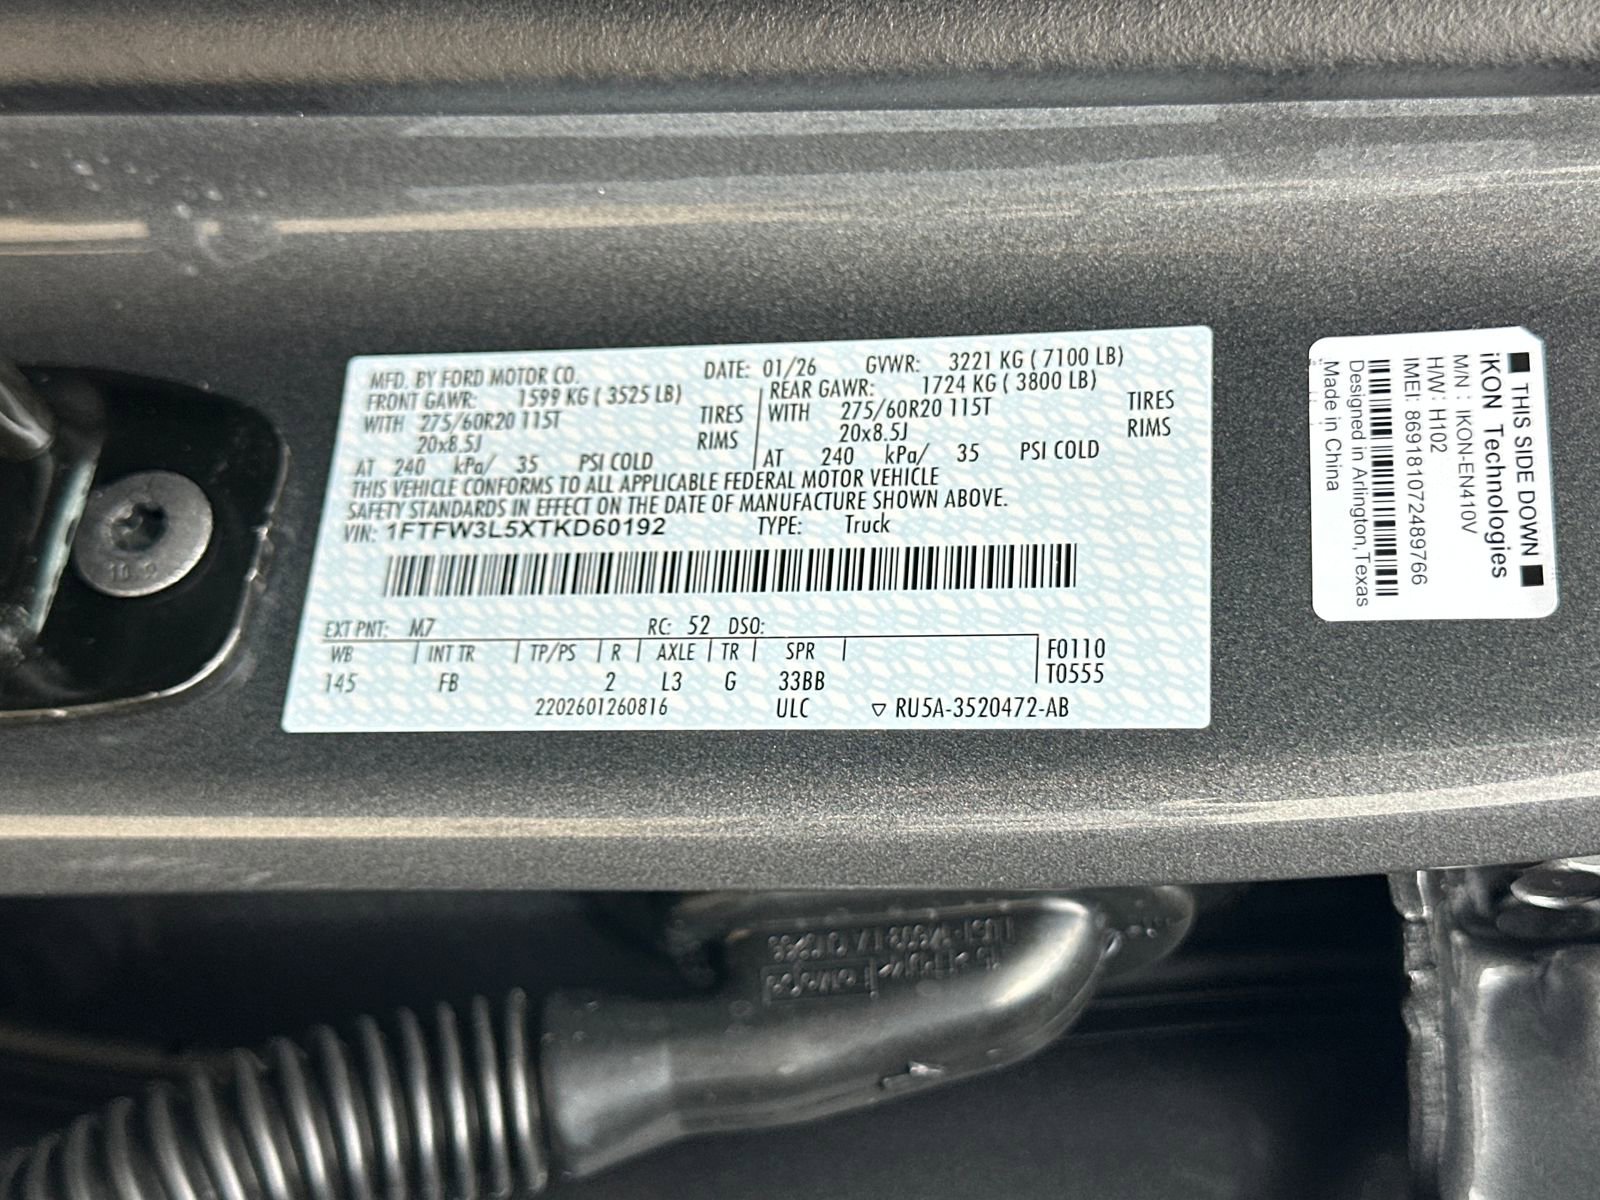 MFD. BY FORD MOTOR CO.
DATE: 01/26 GVWR: 3221 KG ( 7100 LB)
FRONT GAWR: 1599 KG ( 3525 LB)
WITH 275/60R20 115T TIRES
20x8.5J RIMS
AT 240 kPa/ 35 PSI COLD
REAR GAWR: 1724 KG ( 3800 LB)
WITH 275/60R20 115T TIRES
20x8.5J RIMS
AT 240 kPa/ 35 PSI COLD
THIS VEHICLE CONFORMS TO ALL APPLICABLE FEDERAL MOTOR VEHICLE
SAFETY STANDARDS IN EFFECT ON THE DATE OF MANUFACTURE SHOWN ABOVE.
VIN: 1FTFW3L5XTKD60192 TYPE: Truck
EXT PNT: M7 RC: 52 DSO:
WB INT TR TP/PS R AXLE TR SPR F0110
145 FB 2 L3 G 33BB T0555
2202601260816 ULC ▽ RU5A-3520472-AB
■ THIS SIDE DOWN ■
iKON Technologies
M/N : IKON-EN410V
H/W : H102
IMEI: 869181072489766
Designed in Arlington, Texas
Made in China